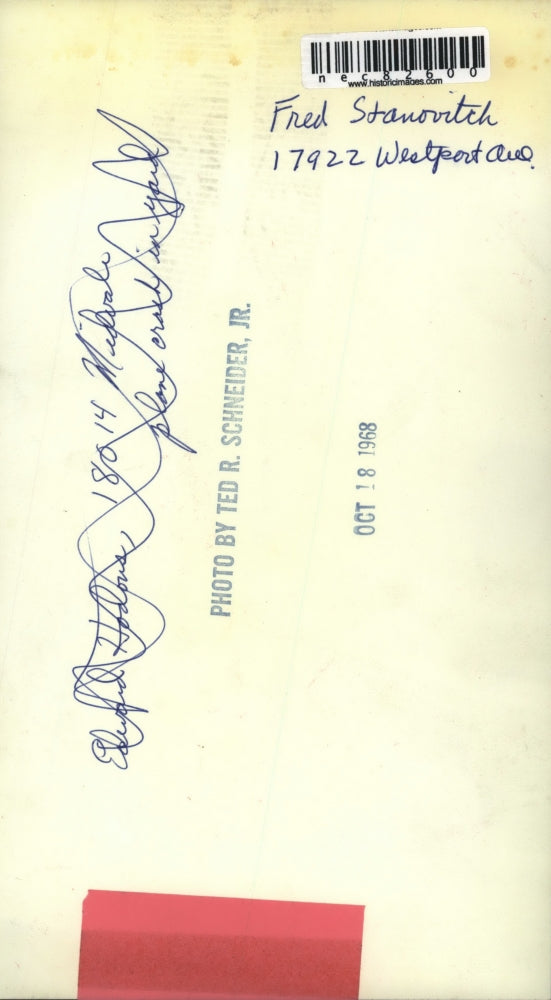 nec82600
www.historicimages.com
Fred Stanovitch
17922 Westport Ave.
Edward Hodous, 18014 Midvale
plane crash in yard
PHOTO BY TED R. SCHNEIDER, JR.
OCT 18 1968